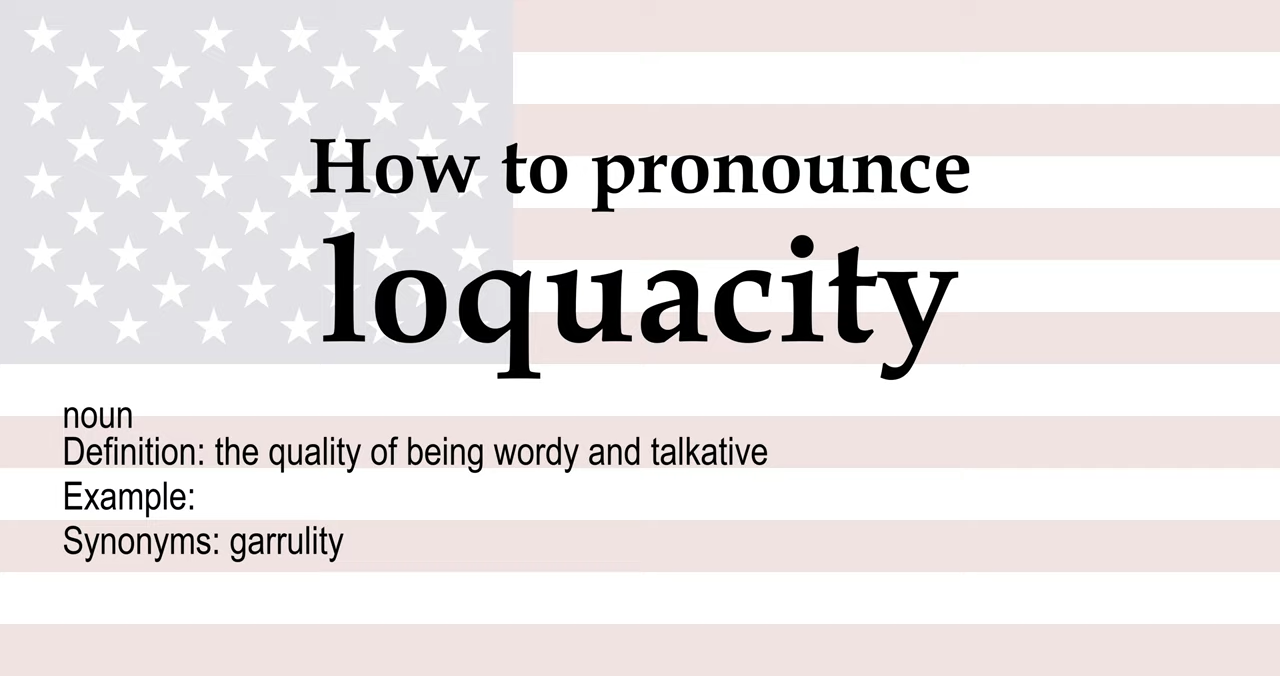 How to pronounce
loquacity
noun
Definition: the quality of being wordy and talkative
Example:
Synonyms: garrulity